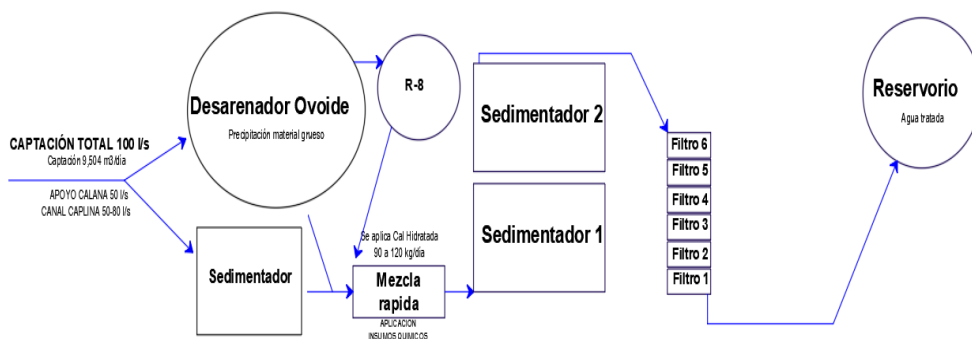 CAPTACIÓN TOTAL 100 l/s
Captación 9,504 m3/día
APOYO CALANA 50 l/s
CANAL CAPLINA 50-80 l/s
Desarenador Ovoide
Precipitación material grueso
Sedimentador
R-8
Se aplica Cal Hidratada
90 a 120 kg/día
Mezcla
rapida
APLICACION
INSUMOS QUIMICOS
Sedimentador 2
Sedimentador 1
Filtro 6
Filtro 5
Filtro 4
Filtro 3
Filtro 2
Filtro 1
Reservorio
Agua tratada